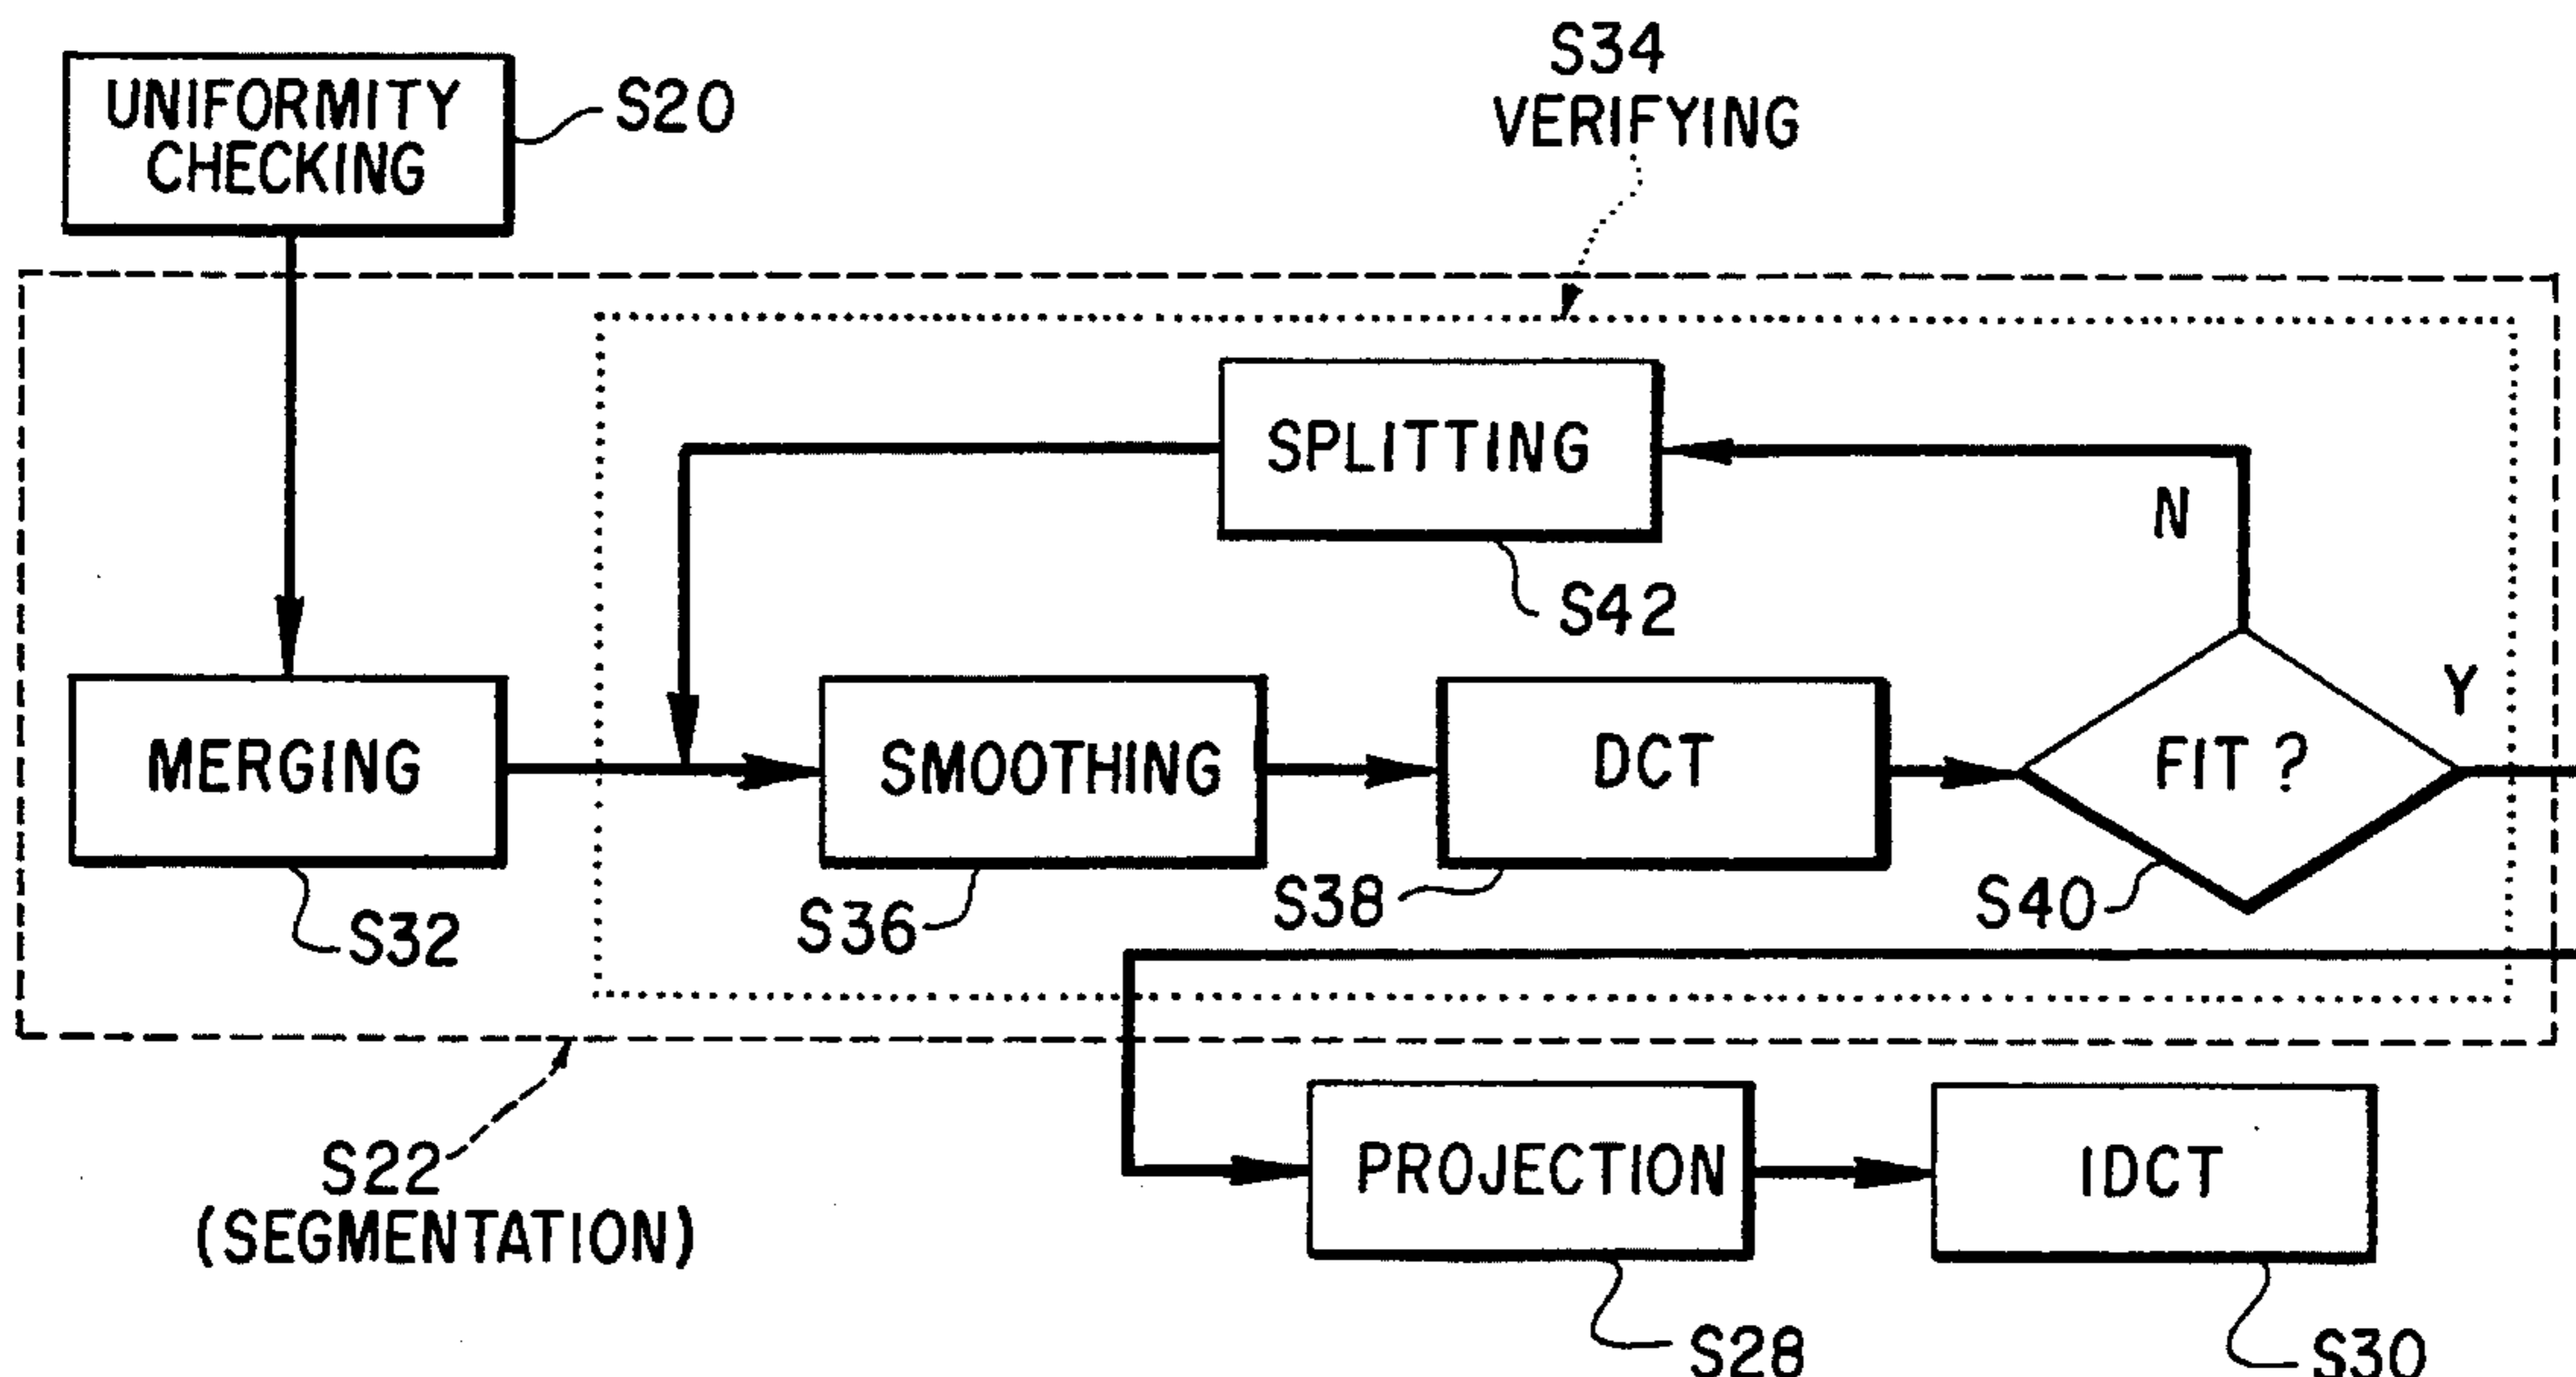 S34
VERIFYING
UNIFORMITY
CHECKING
S20
SPLITTING
N
S42
Y
MERGING
SMOOTHING
DCT
FIT ?
S32
S36
S38
S40
S22
(SEGMENTATION)
PROJECTION
IDCT
S28
S30